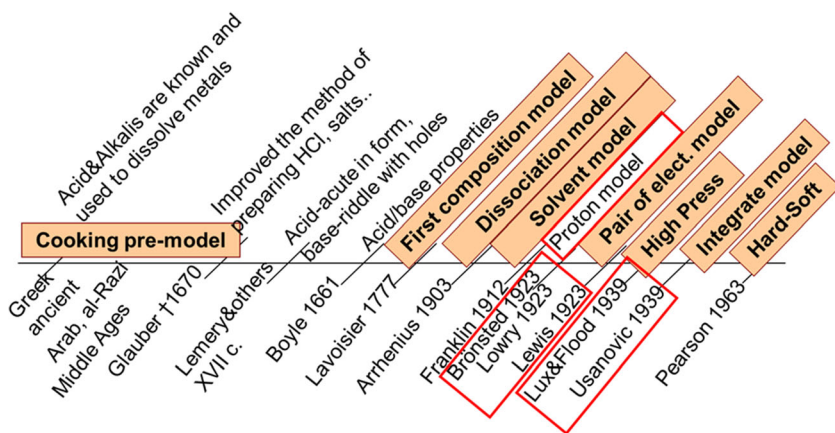 Acid&Alkalis are known and
used to dissolve metals
Improved the method of
preparing HCl, salts..
Acid-acute in form,
base-riddle with holes
Acid/base properties
First composition model
Dissociation model
Solvent model
Proton model
Pair of elect. model
High Press
Integrate model
Hard-Soft
Cooking pre-model
Greek
ancient
Arab, al-Razi
Middle Ages
Glauber †1670
Lemery&others
XVII c.
Boyle 1661
Lavoisier 1777
Arrhenius 1903
Franklin 1912
Bronsted 1923
Lowry 1923
Lewis 1923
Lux&Flood 1939
Usanovic 1939
Pearson 1963